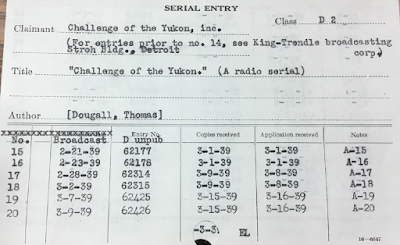 SERIAL ENTRY
Claimant Challenge of the Yukon, inc. Class D 2
(For entries prior to no. 14, see King-Trendle broadcasting
Stroh Bldg., Detroit corp.)
Title "Challenge of the Yukon." (A radio serial)
Author [Dougall, Thomas]
xxxxxxxxxxxxxxxxxxx Entry No. Copies received Application received Notes
No. Broadcast D unpub
15 2-21-39 62177 3-1-39 3-1-39 A-15
16 2-23-39 62178 3-1-39 3-1-39 A-16
17 2-28-39 62314 3-9-39 3-8-39 A-17
18 3-2-39 62315 3-9-39 3-8-39 A-18
19 3-7-39 62425 3-15-39 3-16-39 A-19
20 3-9-39 62426 3-15-39 3-16-39 A-20
EL